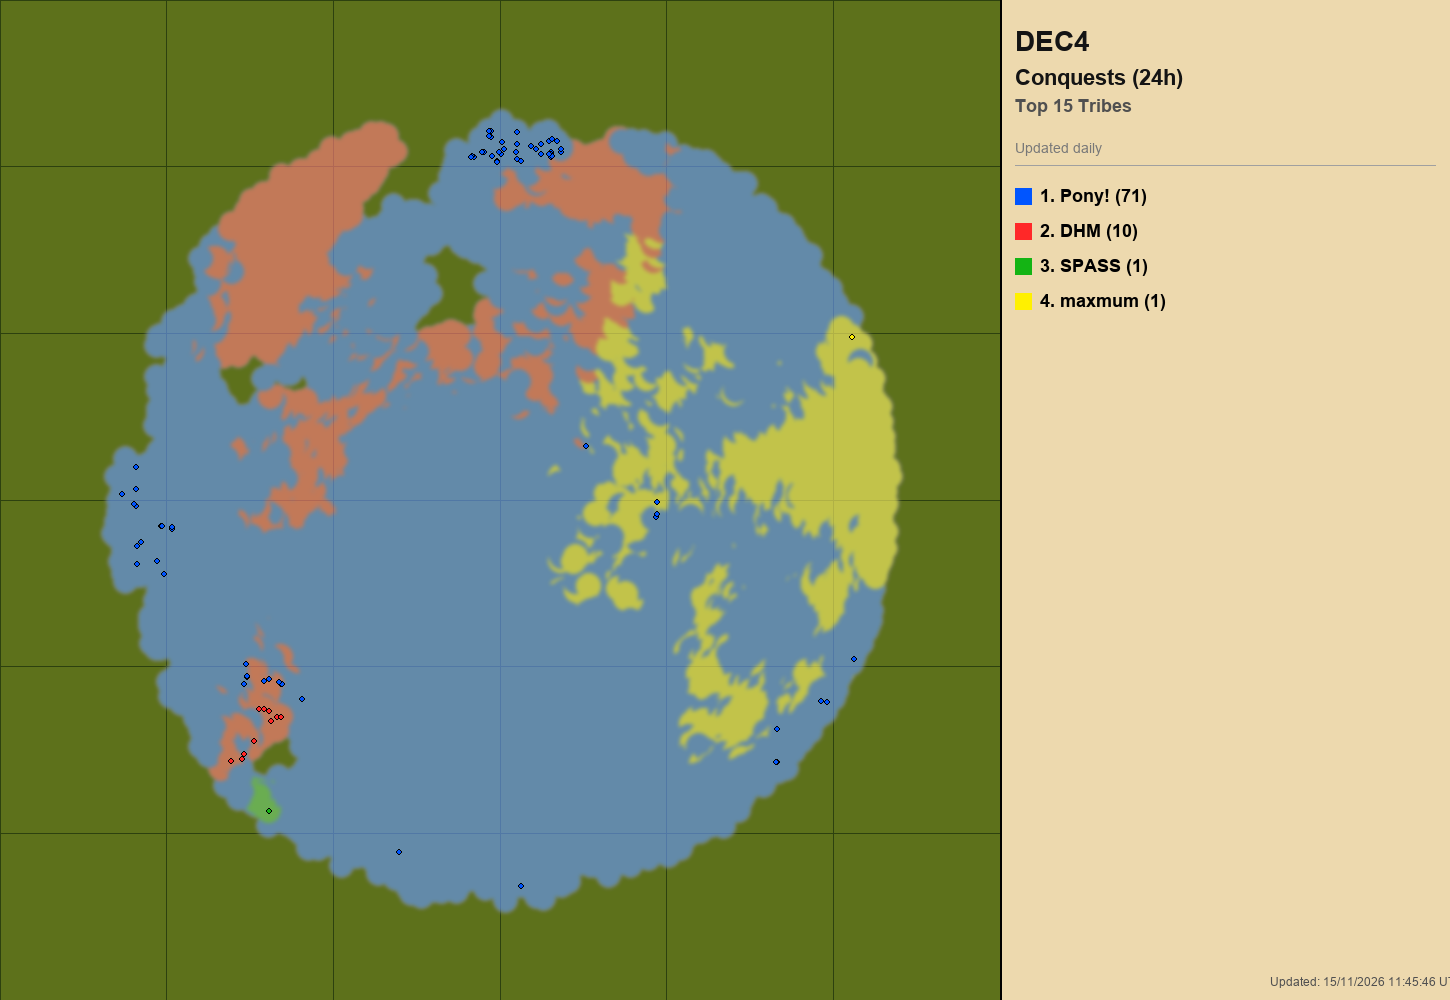 DEC4
Conquests (24h)
Top 15 Tribes
Updated daily
1. Pony! (71)
2. DHM (10)
3. SPASS (1)
4. maxmum (1)
Updated: 15/11/2026 11:45:46 U